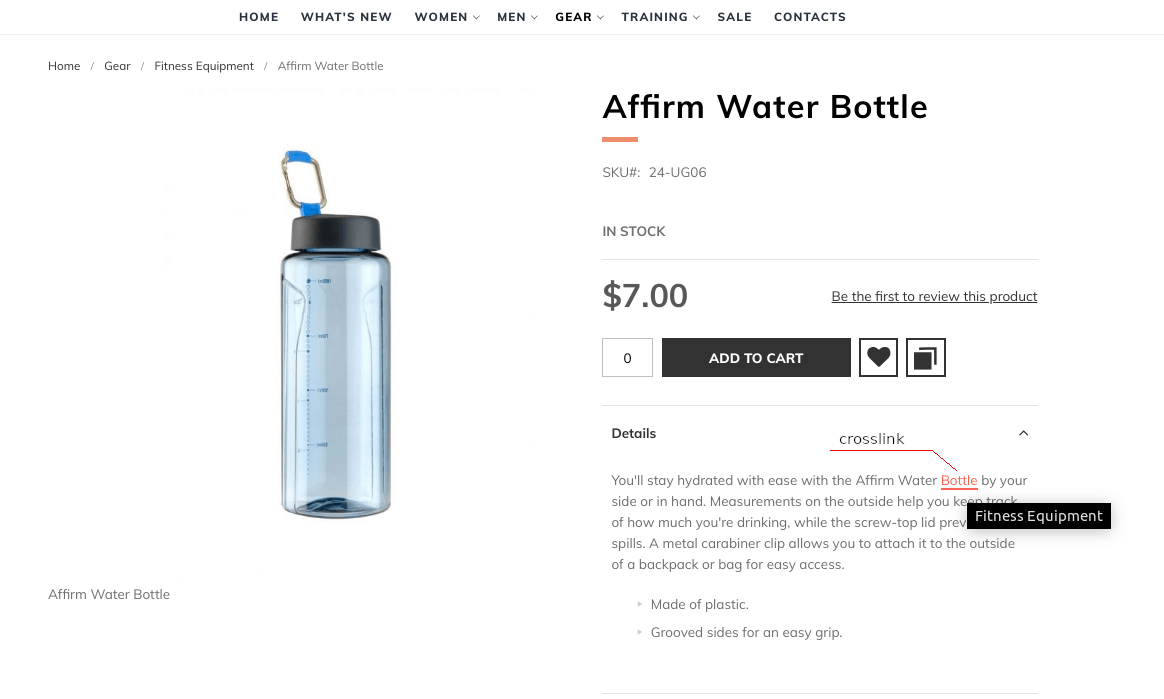 HOME WHAT'S NEW WOMEN MEN GEAR TRAINING SALE CONTACTS
Home / Gear / Fitness Equipment / Affirm Water Bottle
Affirm Water Bottle
SKU#: 24-UG06
IN STOCK
$7.00 Be the first to review this product
0 ADD TO CART
Details
crosslink
You'll stay hydrated with ease with the Affirm Water Bottle by your
side or in hand. Measurements on the outside help you keep track
of how much you're drinking, while the screw-top lid prev
Fitness Equipment
spills. A metal carabiner clip allows you to attach it to the outside
of a backpack or bag for easy access.
Made of plastic.
Grooved sides for an easy grip.
Affirm Water Bottle